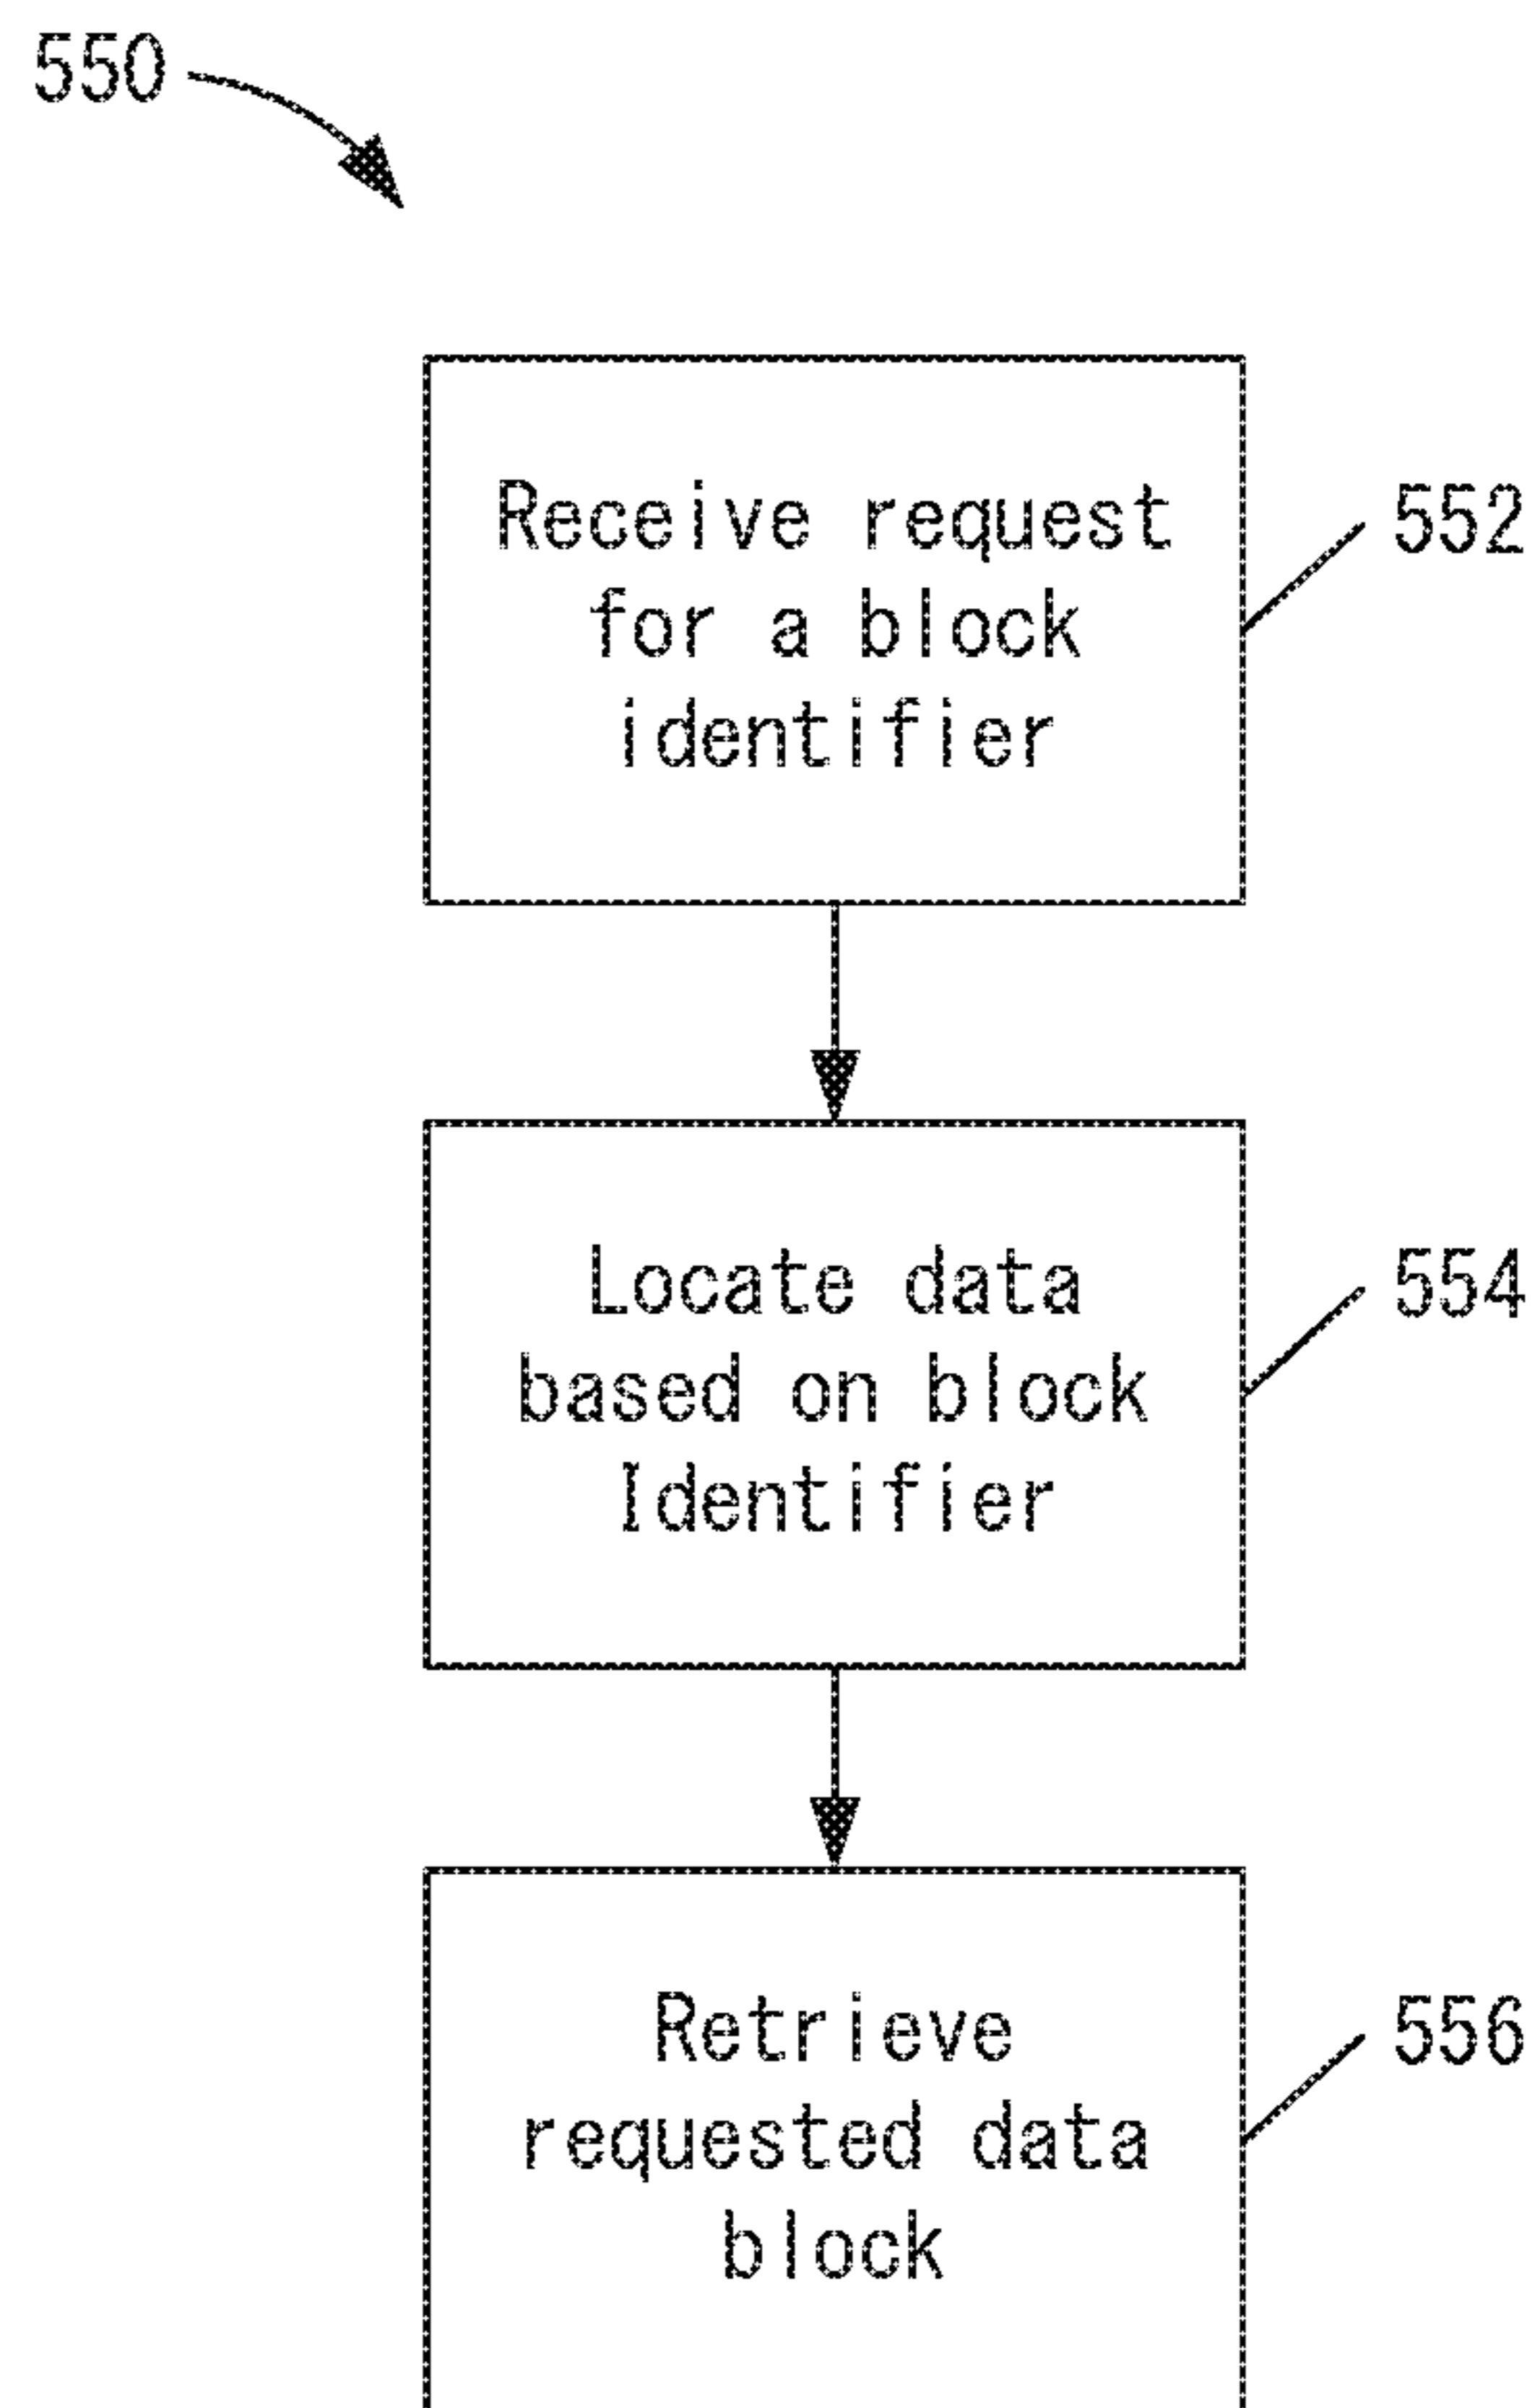 550
Receive request
for a block
identifier
552
Locate data
based on block
Identifier
554
Retrieve
requested data
block
556